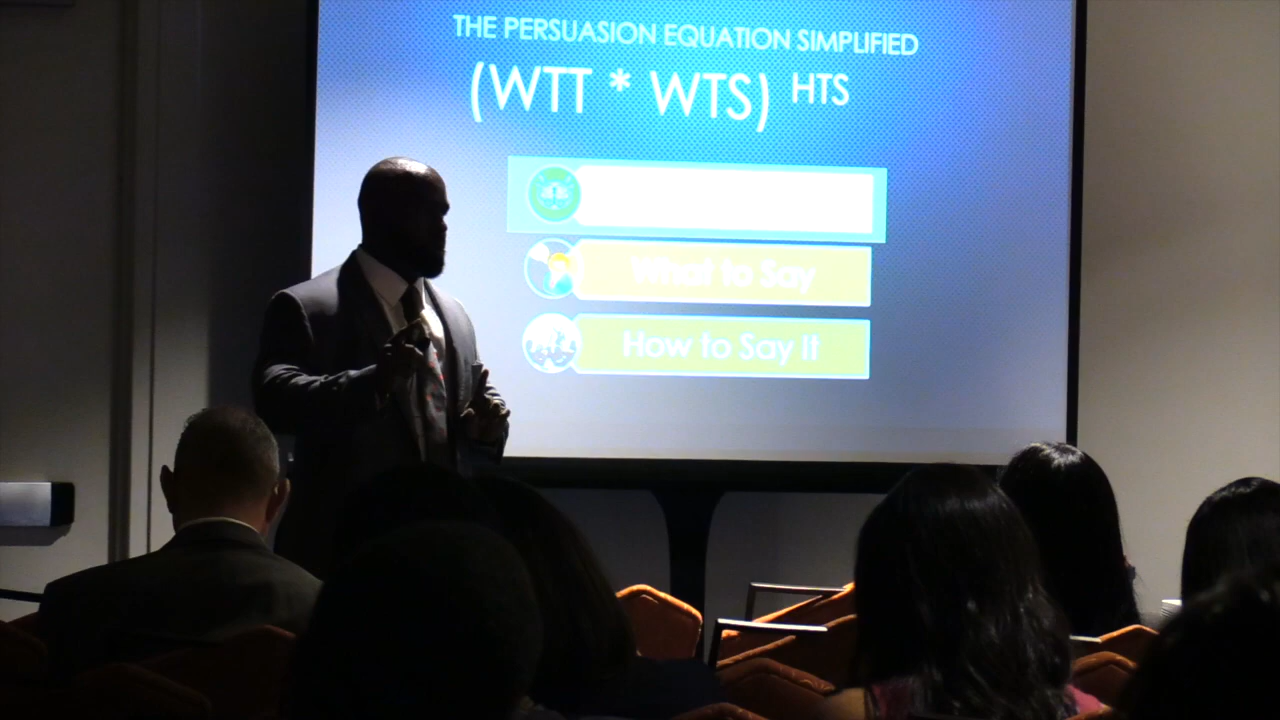 THE PERSUASION EQUATION SIMPLIFIED
(WTT * WTS) HTS
What to Say
How to Say It